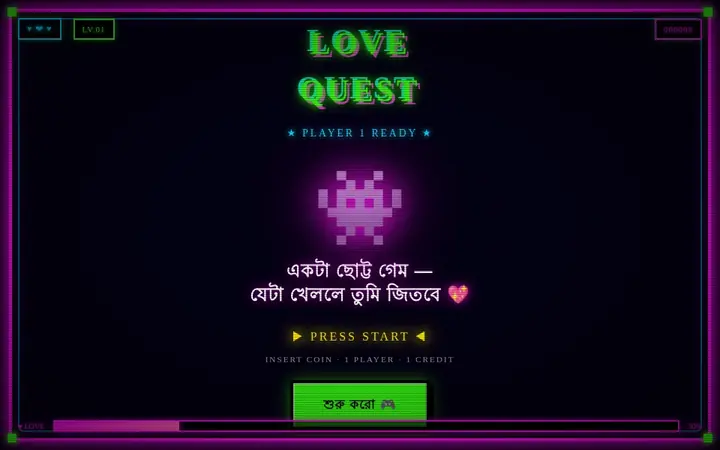 ♥ ❤ ♥
LV.01
LOVE
QUEST
★ PLAYER 1 READY ★
একটা ছোট্ট গেম —
যেটা খেললে তুমি জিতবে 💖
▶ PRESS START ◀
INSERT COIN · 1 PLAYER · 1 CREDIT
শুরু করো 🎮